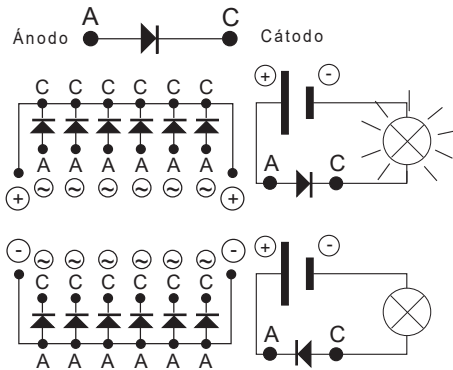 A C
Ánodo Cátodo
C C C C C C
A A A A A A
~ ~ ~ ~ ~ ~
+ +
+ -
A C
- ~ ~ ~ ~ ~ ~ -
C C C C C C
A A A A A A
+ -
A C